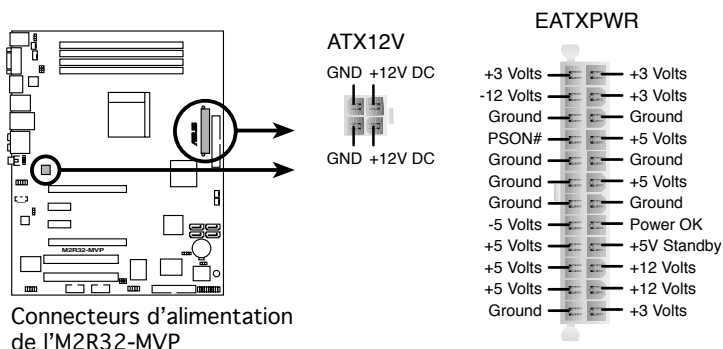 EATXPWR
ATX12V
GND +12V DC
GND +12V DC
+3 Volts +3 Volts
-12 Volts +3 Volts
Ground Ground
PSON# +5 Volts
Ground Ground
Ground +5 Volts
Ground Ground
-5 Volts Power OK
+5 Volts +5V Standby
+5 Volts +12 Volts
+5 Volts +12 Volts
Ground +3 Volts
ASUS
M2R32-MVP
Connecteurs d’alimentation
de l’M2R32-MVP